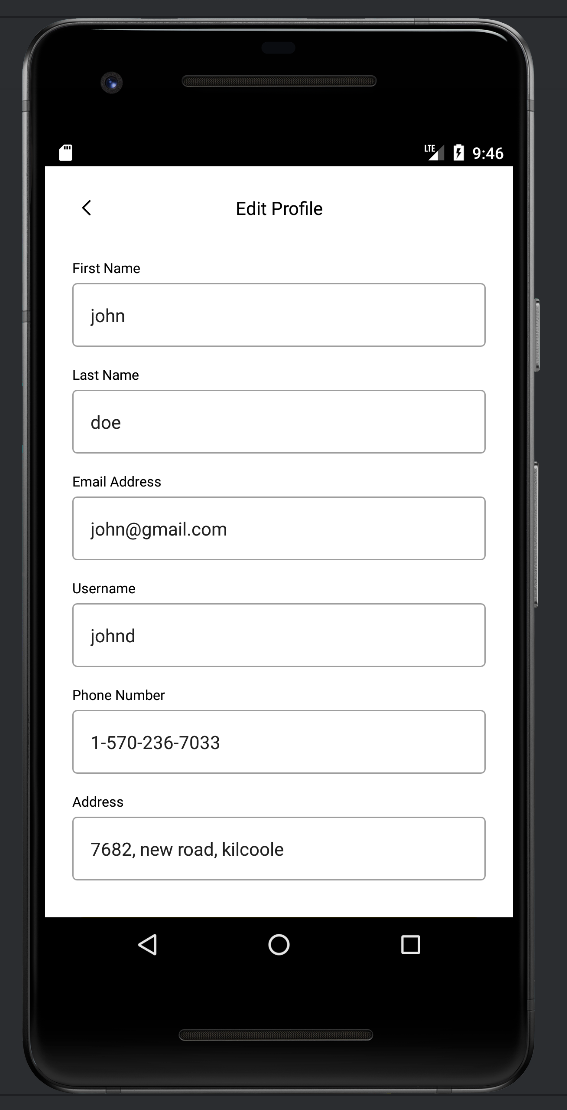 LTE 9:46
Edit Profile
First Name
john
Last Name
doe
Email Address
john@gmail.com
Username
johnd
Phone Number
1-570-236-7033
Address
7682, new road, kilcoole